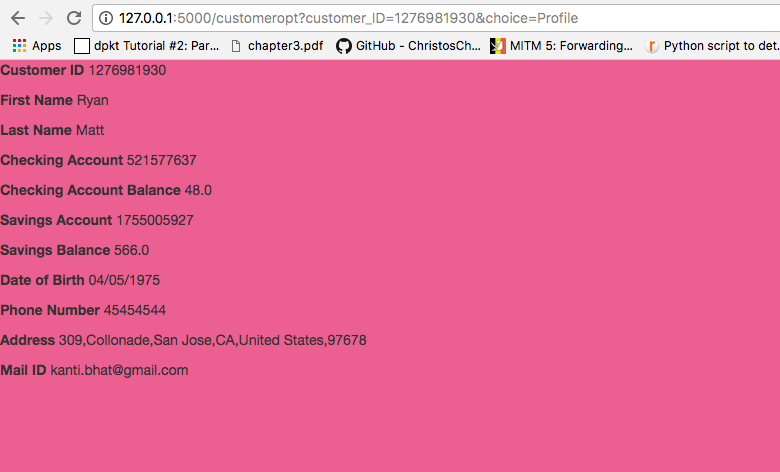 127.0.0.1:5000/customeropt?customer_ID=1276981930&choice=Profile
Apps dpkt Tutorial #2: Par... chapter3.pdf GitHub - ChristosCh... MITM 5: Forwarding... Python script to det.
Customer ID 1276981930
First Name Ryan
Last Name Matt
Checking Account 521577637
Checking Account Balance 48.0
Savings Account 1755005927
Savings Balance 566.0
Date of Birth 04/05/1975
Phone Number 45454544
Address 309,Collonade,San Jose,CA,United States,97678
Mail ID kanti.bhat@gmail.com